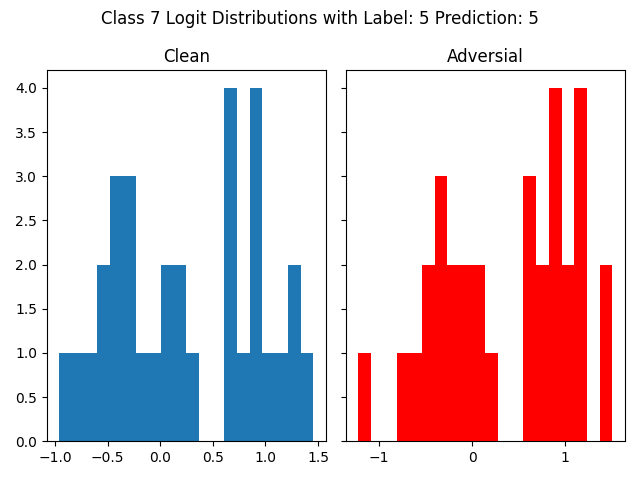 Class 7 Logit Distributions with Label: 5 Prediction: 5
Clean
Adversial
4.0
3.5
3.0
2.5
2.0
1.5
1.0
0.5
0.0
−1.0 −0.5 0.0 0.5 1.0 1.5
−1 0 1